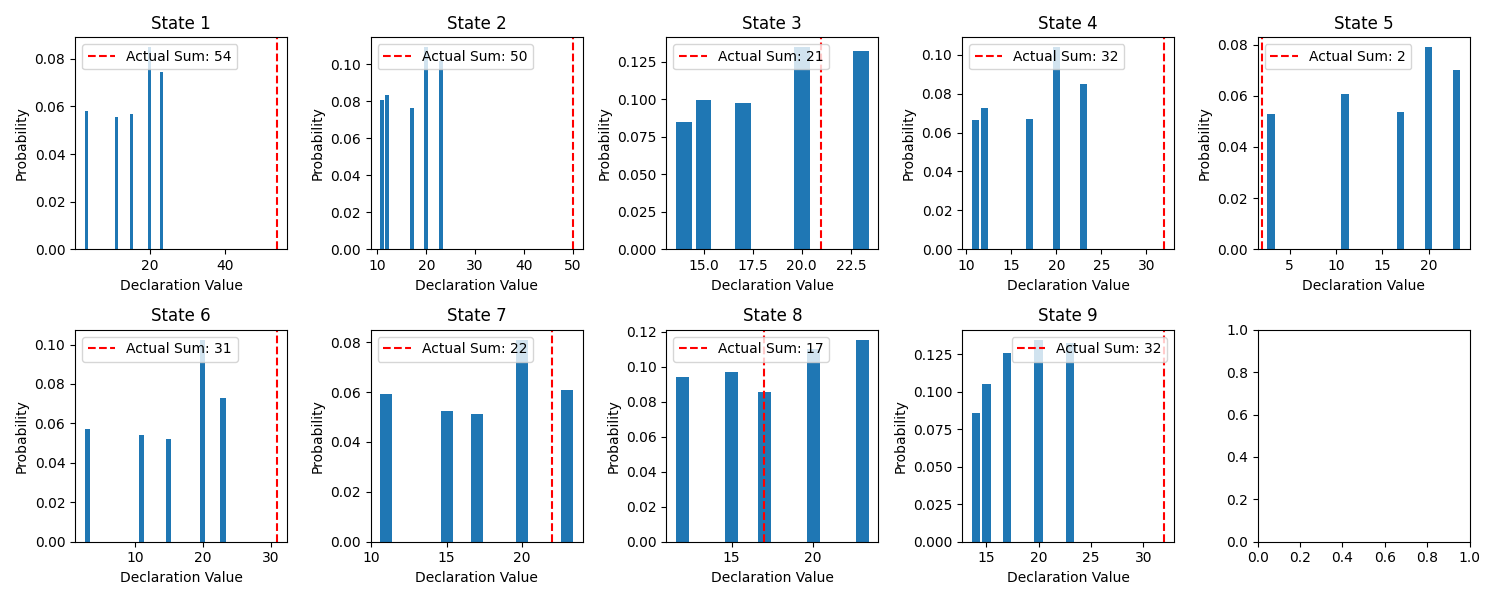 State 1
Actual Sum: 54
Probability
0.08
0.06
0.04
0.02
0.00
20 40
Declaration Value
State 2
Actual Sum: 50
Probability
0.10
0.08
0.06
0.04
0.02
0.00
10 20 30 40 50
Declaration Value
State 3
Actual Sum: 21
Probability
0.125
0.100
0.075
0.050
0.025
0.000
15.0 17.5 20.0 22.5
Declaration Value
State 4
Actual Sum: 32
Probability
0.10
0.08
0.06
0.04
0.02
0.00
10 15 20 25 30
Declaration Value
State 5
Actual Sum: 2
Probability
0.08
0.06
0.04
0.02
0.00
5 10 15 20
Declaration Value
State 6
Actual Sum: 31
Probability
0.10
0.08
0.06
0.04
0.02
0.00
10 20 30
Declaration Value
State 7
Actual Sum: 22
Probability
0.08
0.06
0.04
0.02
0.00
10 15 20
Declaration Value
State 8
Actual Sum: 17
Probability
0.12
0.10
0.08
0.06
0.04
0.02
0.00
15 20
Declaration Value
State 9
Actual Sum: 32
Probability
0.125
0.100
0.075
0.050
0.025
0.000
15 20 25 30
Declaration Value
1.0
0.8
0.6
0.4
0.2
0.0
0.0 0.2 0.4 0.6 0.8 1.0